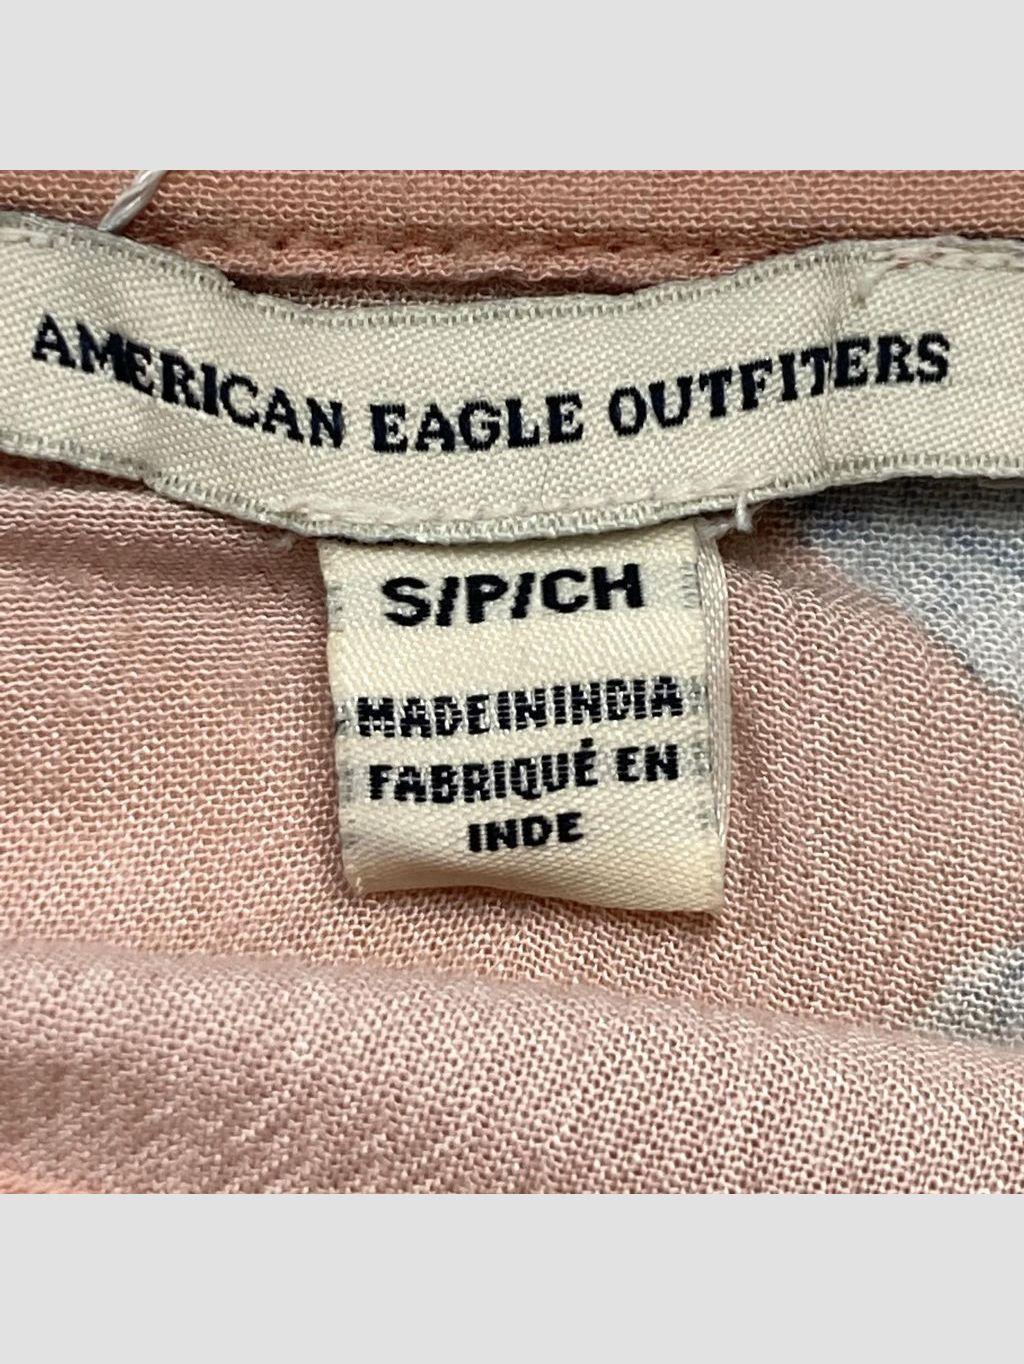 AMERICAN EAGLE OUTFITERS
S/P/CH
MADE IN INDIA
FABRIQUÉ EN
INDE